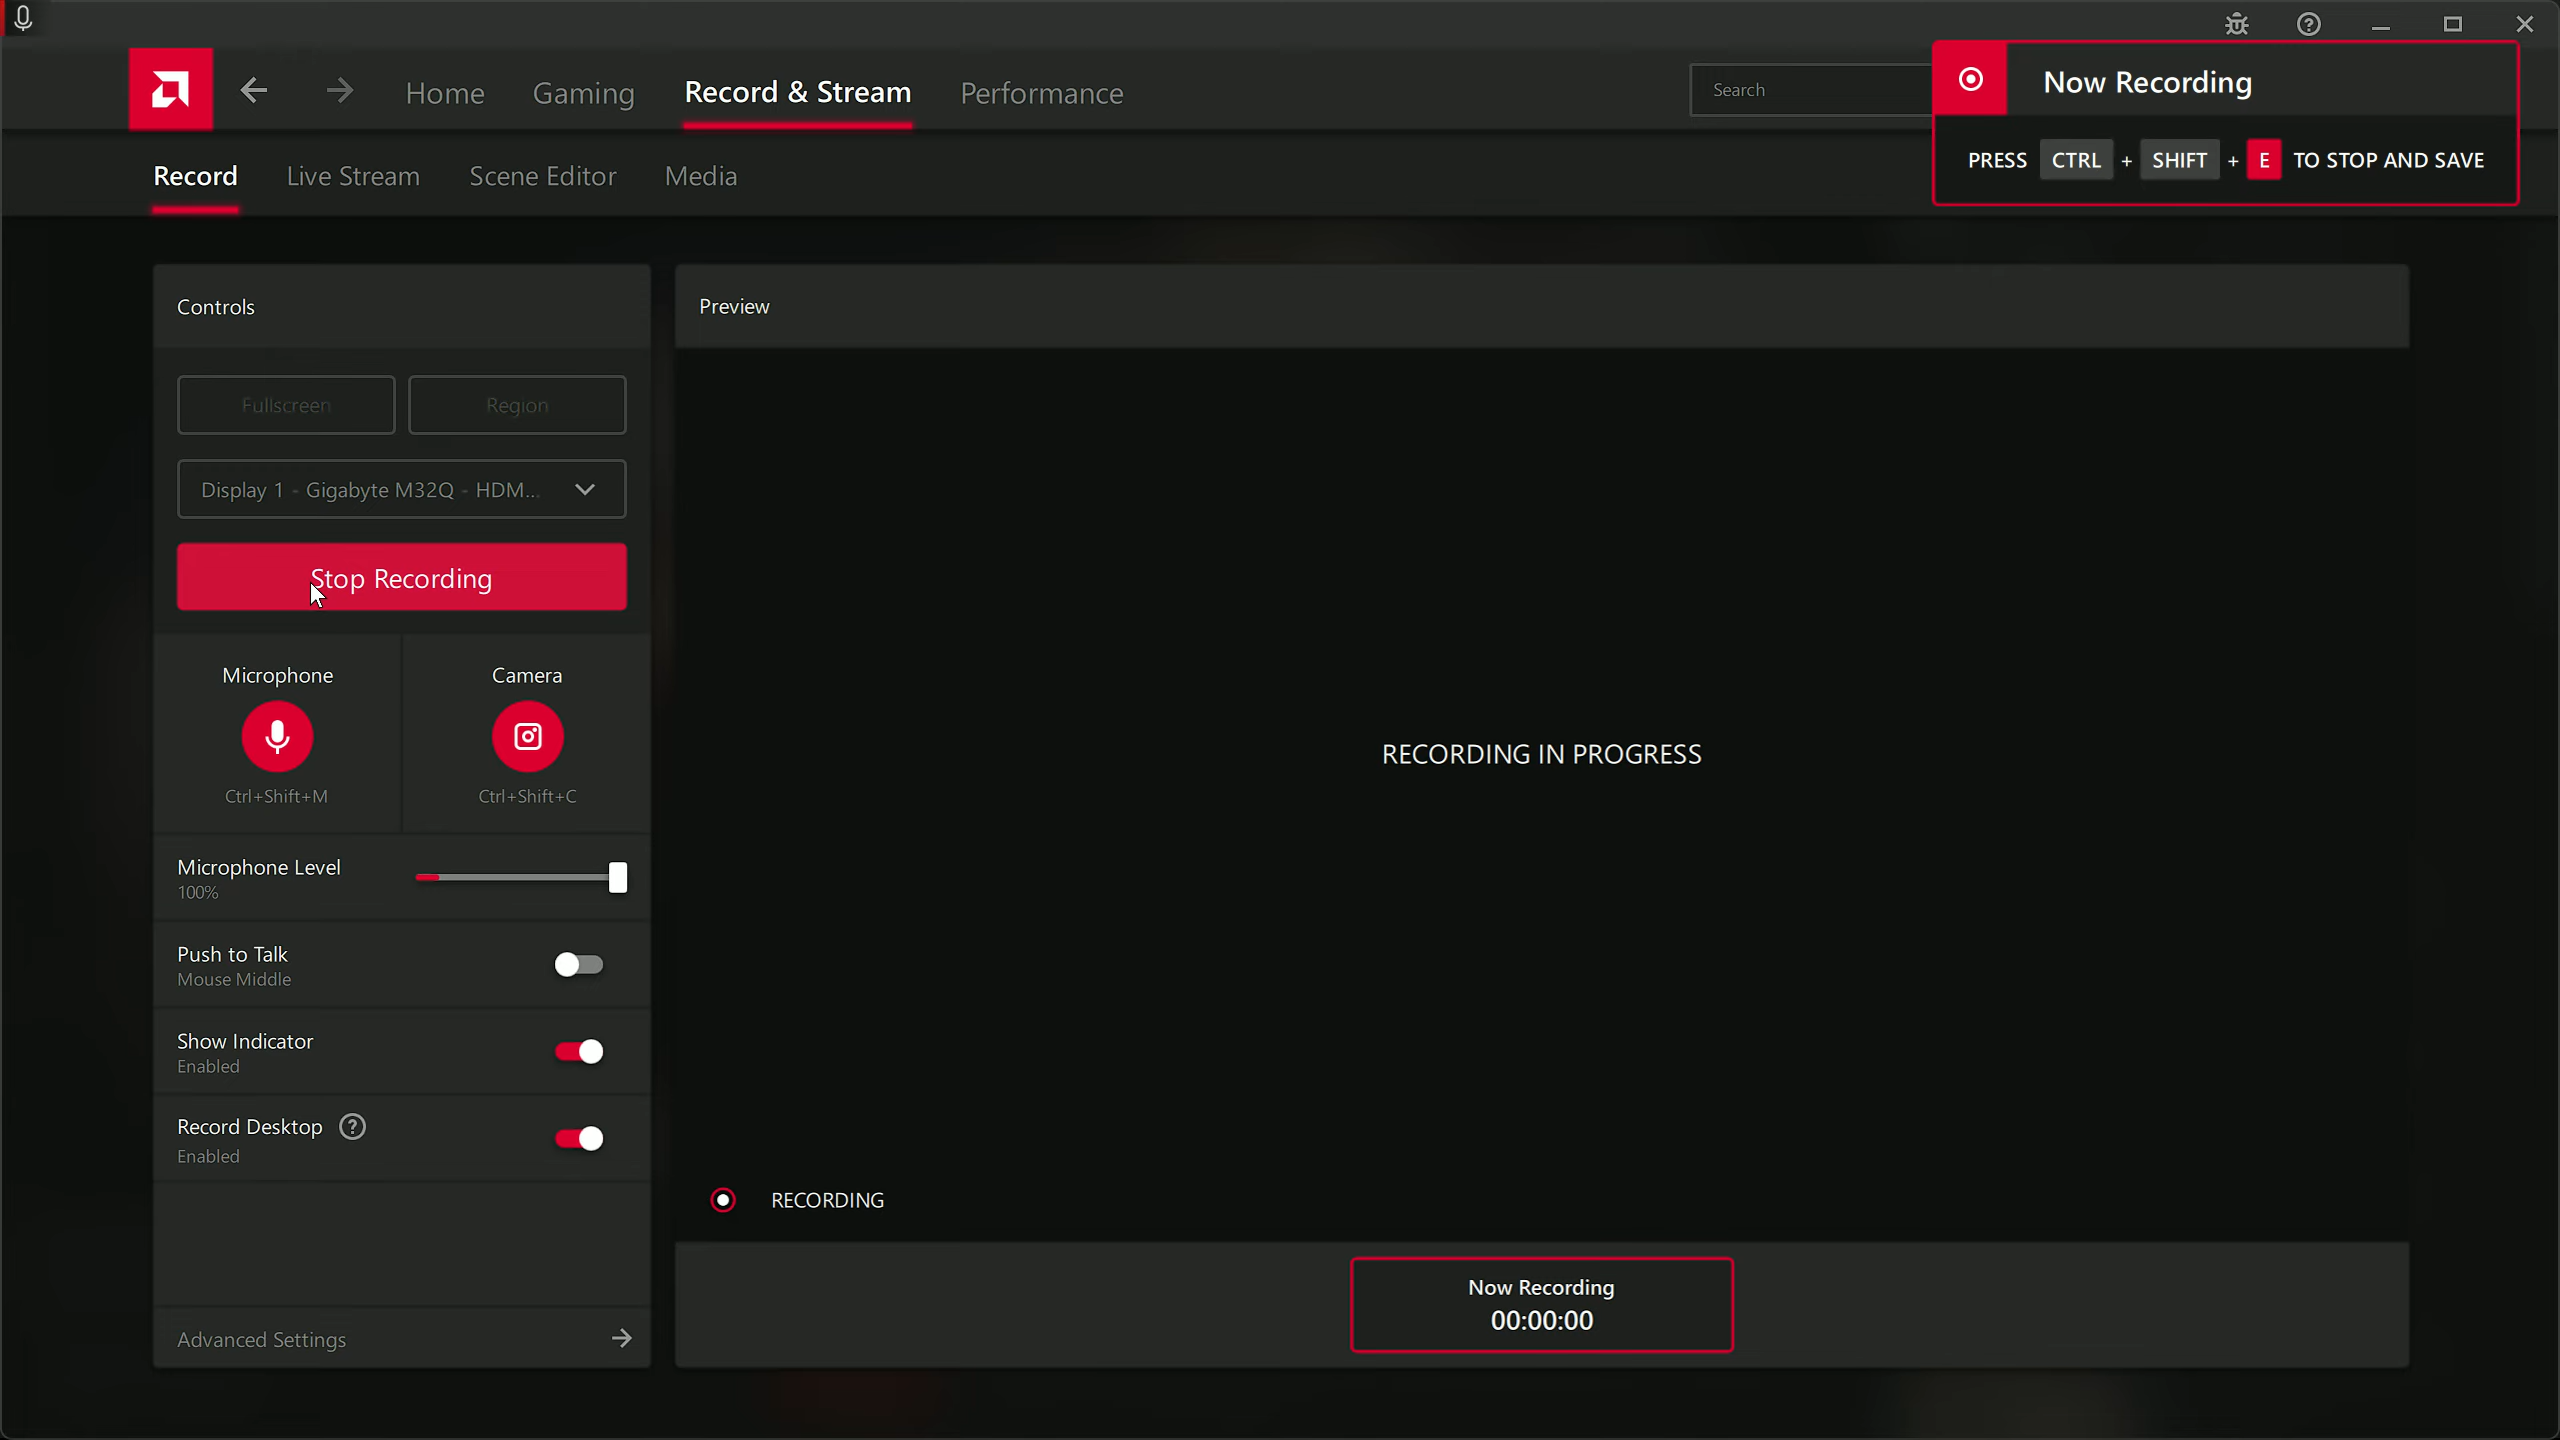 Home Gaming Record & Stream Performance
Search
Now Recording
PRESS CTRL + SHIFT + E TO STOP AND SAVE
Record Live Stream Scene Editor Media
Controls
Fullscreen Region
Display 1 - Gigabyte M32Q - HDM...
Stop Recording
Microphone Camera
Ctrl+Shift+M Ctrl+Shift+C
Microphone Level
100%
Push to Talk
Mouse Middle
Show Indicator
Enabled
Record Desktop ?
Enabled
Advanced Settings
Preview
RECORDING IN PROGRESS
RECORDING
Now Recording
00:00:00